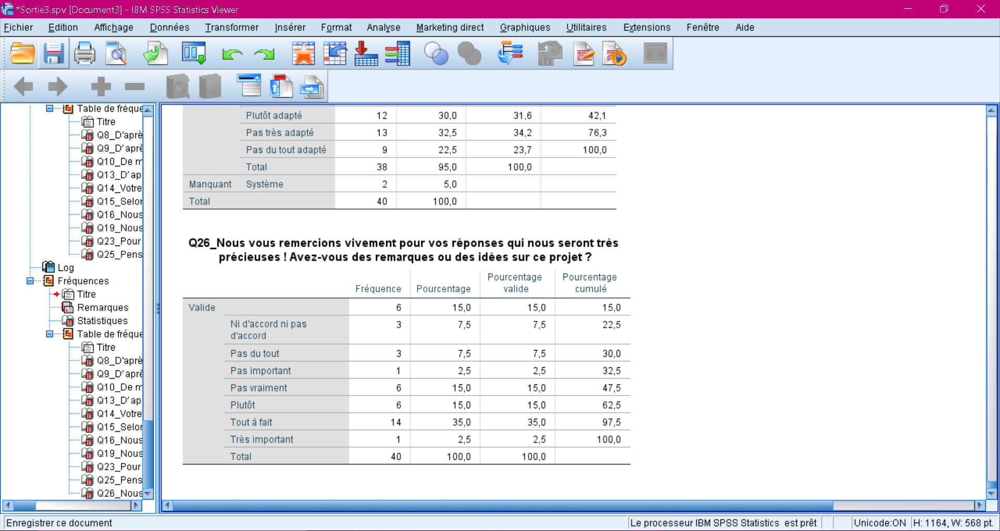 *Sortie3.spv [Document3] - IBM SPSS Statistics Viewer
Fichier Edition Affichage Données Transformer Insérer Format Analyse Marketing direct Graphiques Utilitaires Extensions Fenêtre Aide
Table de fréque
Titre
Q8_D'aprè
Q9_D’aprè
Q10_De m
Q13_D’ap
Q14_Votre
Q15_Selor
Q16_Nous
Q19_Nous
Q23_Pour
Q25_Pens
Log
Fréquences
Titre
Remarques
Statistiques
Table de fréque
Titre
Q8_D'aprè
Q9_D’aprè
Q10_De m
Q13_D’ap
Q14_Votre
Q15_Selor
Q16_Nous
Q19_Nous
Q23_Pour
Q25_Pens
Q26_Nous
Plutôt adapté 12 30,0 31,6 42,1
Pas très adapté 13 32,5 34,2 76,3
Pas du tout adapté 9 22,5 23,7 100,0
Total 38 95,0 100,0
Manquant Système 2 5,0
Total 40 100,0
Q26_Nous vous remercions vivement pour vos réponses qui nous seront très
précieuses ! Avez-vous des remarques ou des idées sur ce projet ?
Fréquence Pourcentage Pourcentage valide Pourcentage cumulé
Valide 6 15,0 15,0 15,0
Ni d'accord ni pas d'accord 3 7,5 7,5 22,5
Pas du tout 3 7,5 7,5 30,0
Pas important 1 2,5 2,5 32,5
Pas vraiment 6 15,0 15,0 47,5
Plutôt 6 15,0 15,0 62,5
Tout à fait 14 35,0 35,0 97,5
Très important 1 2,5 2,5 100,0
Total 40 100,0 100,0
Enregistrer ce document
Le processeur IBM SPSS Statistics est prêt
Unicode:ON
H: 1164, W: 568 pt.